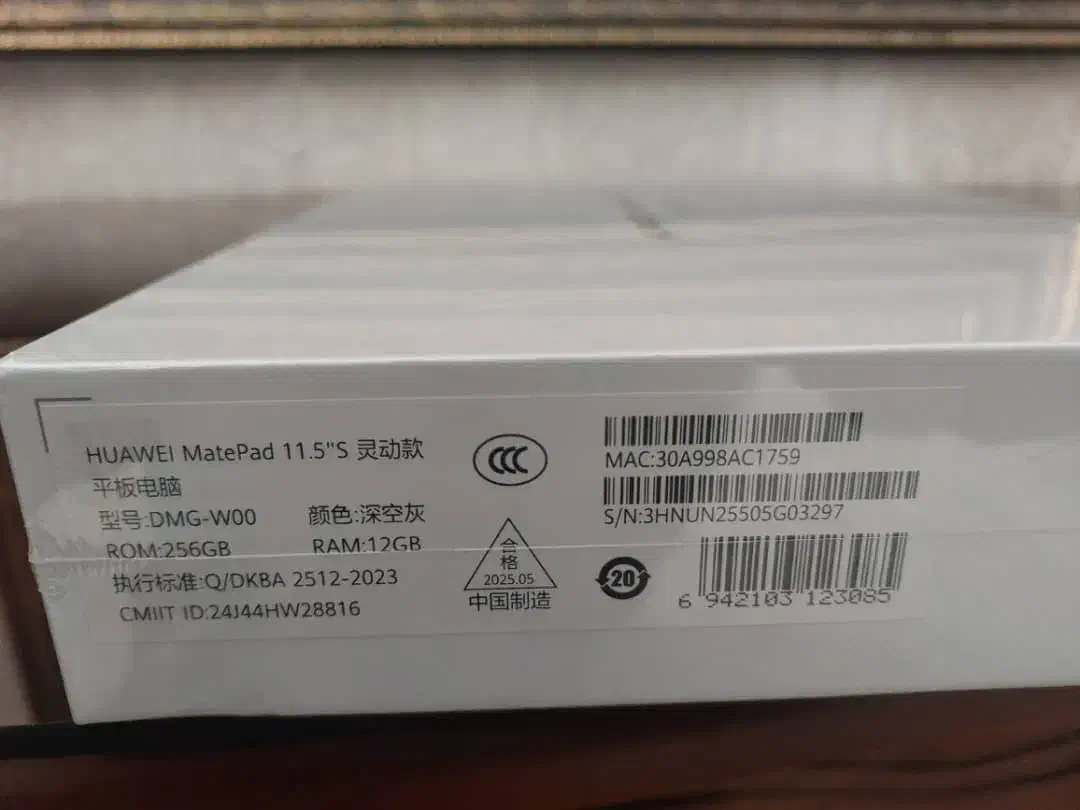 HUAWEI MatePad 11.5"S 灵动款
平板电脑
型号:DMG-W00 颜色:深空灰
ROM:256GB RAM:12GB
执行标准:Q/DKBA 2512-2023
CMIIT ID:24J44HW28816
CCC
合
格
2025.05
中国制造
MAC:30A998AC1759
S/N:3HNUN25505G03297
20
6 942103 123085